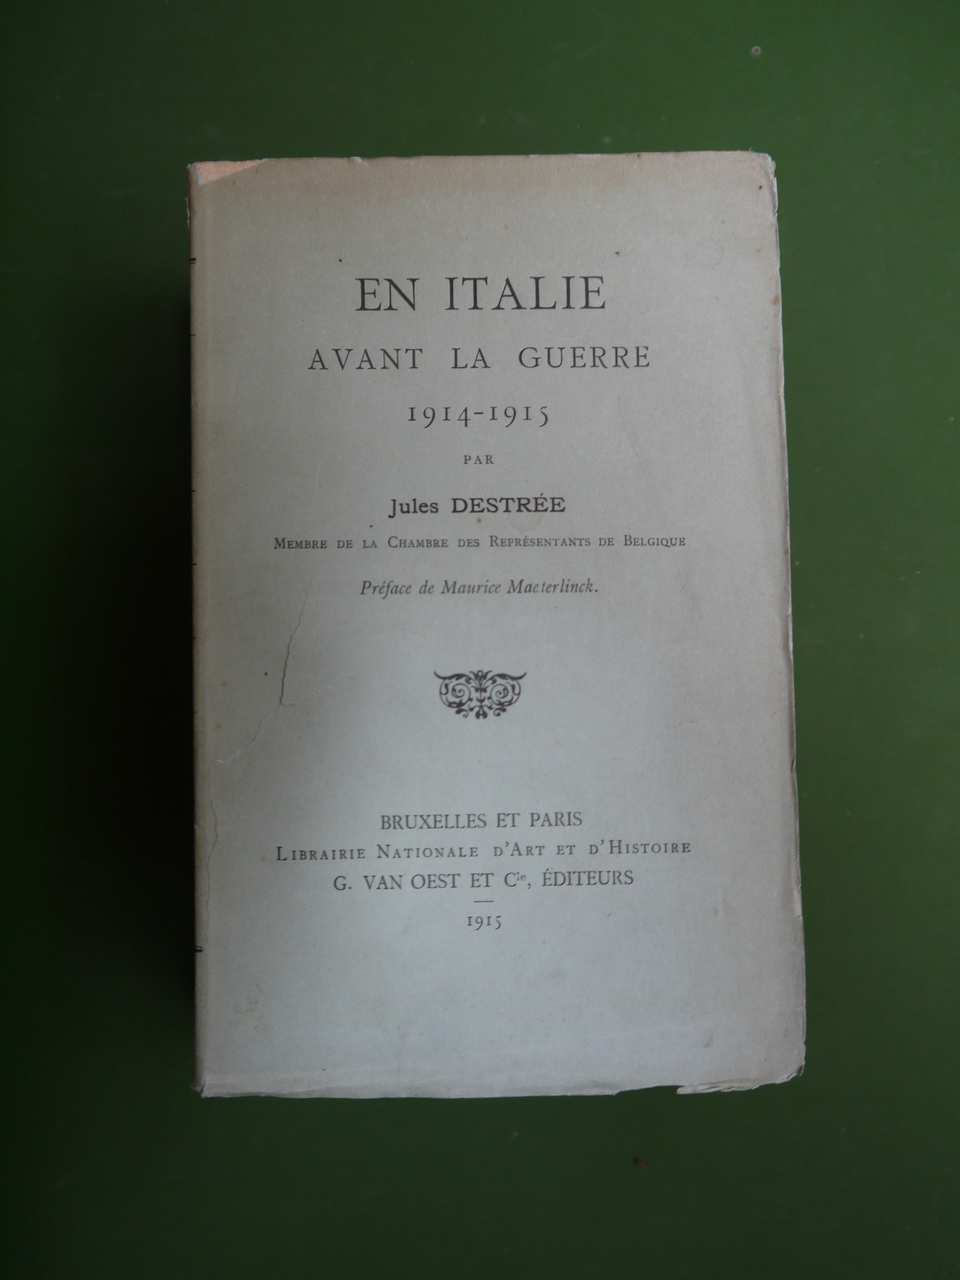 EN ITALIE
AVANT LA GUERRE
1914-1915
PAR
Jules DESTRÉE
MEMBRE DE LA CHAMBRE DES REPRÉSENTANTS DE BELGIQUE
Préface de Maurice Maeterlinck.
BRUXELLES ET PARIS
LIBRAIRIE NATIONALE D'ART ET D'HISTOIRE
G. VAN OEST ET Cie, ÉDITEURS
1915